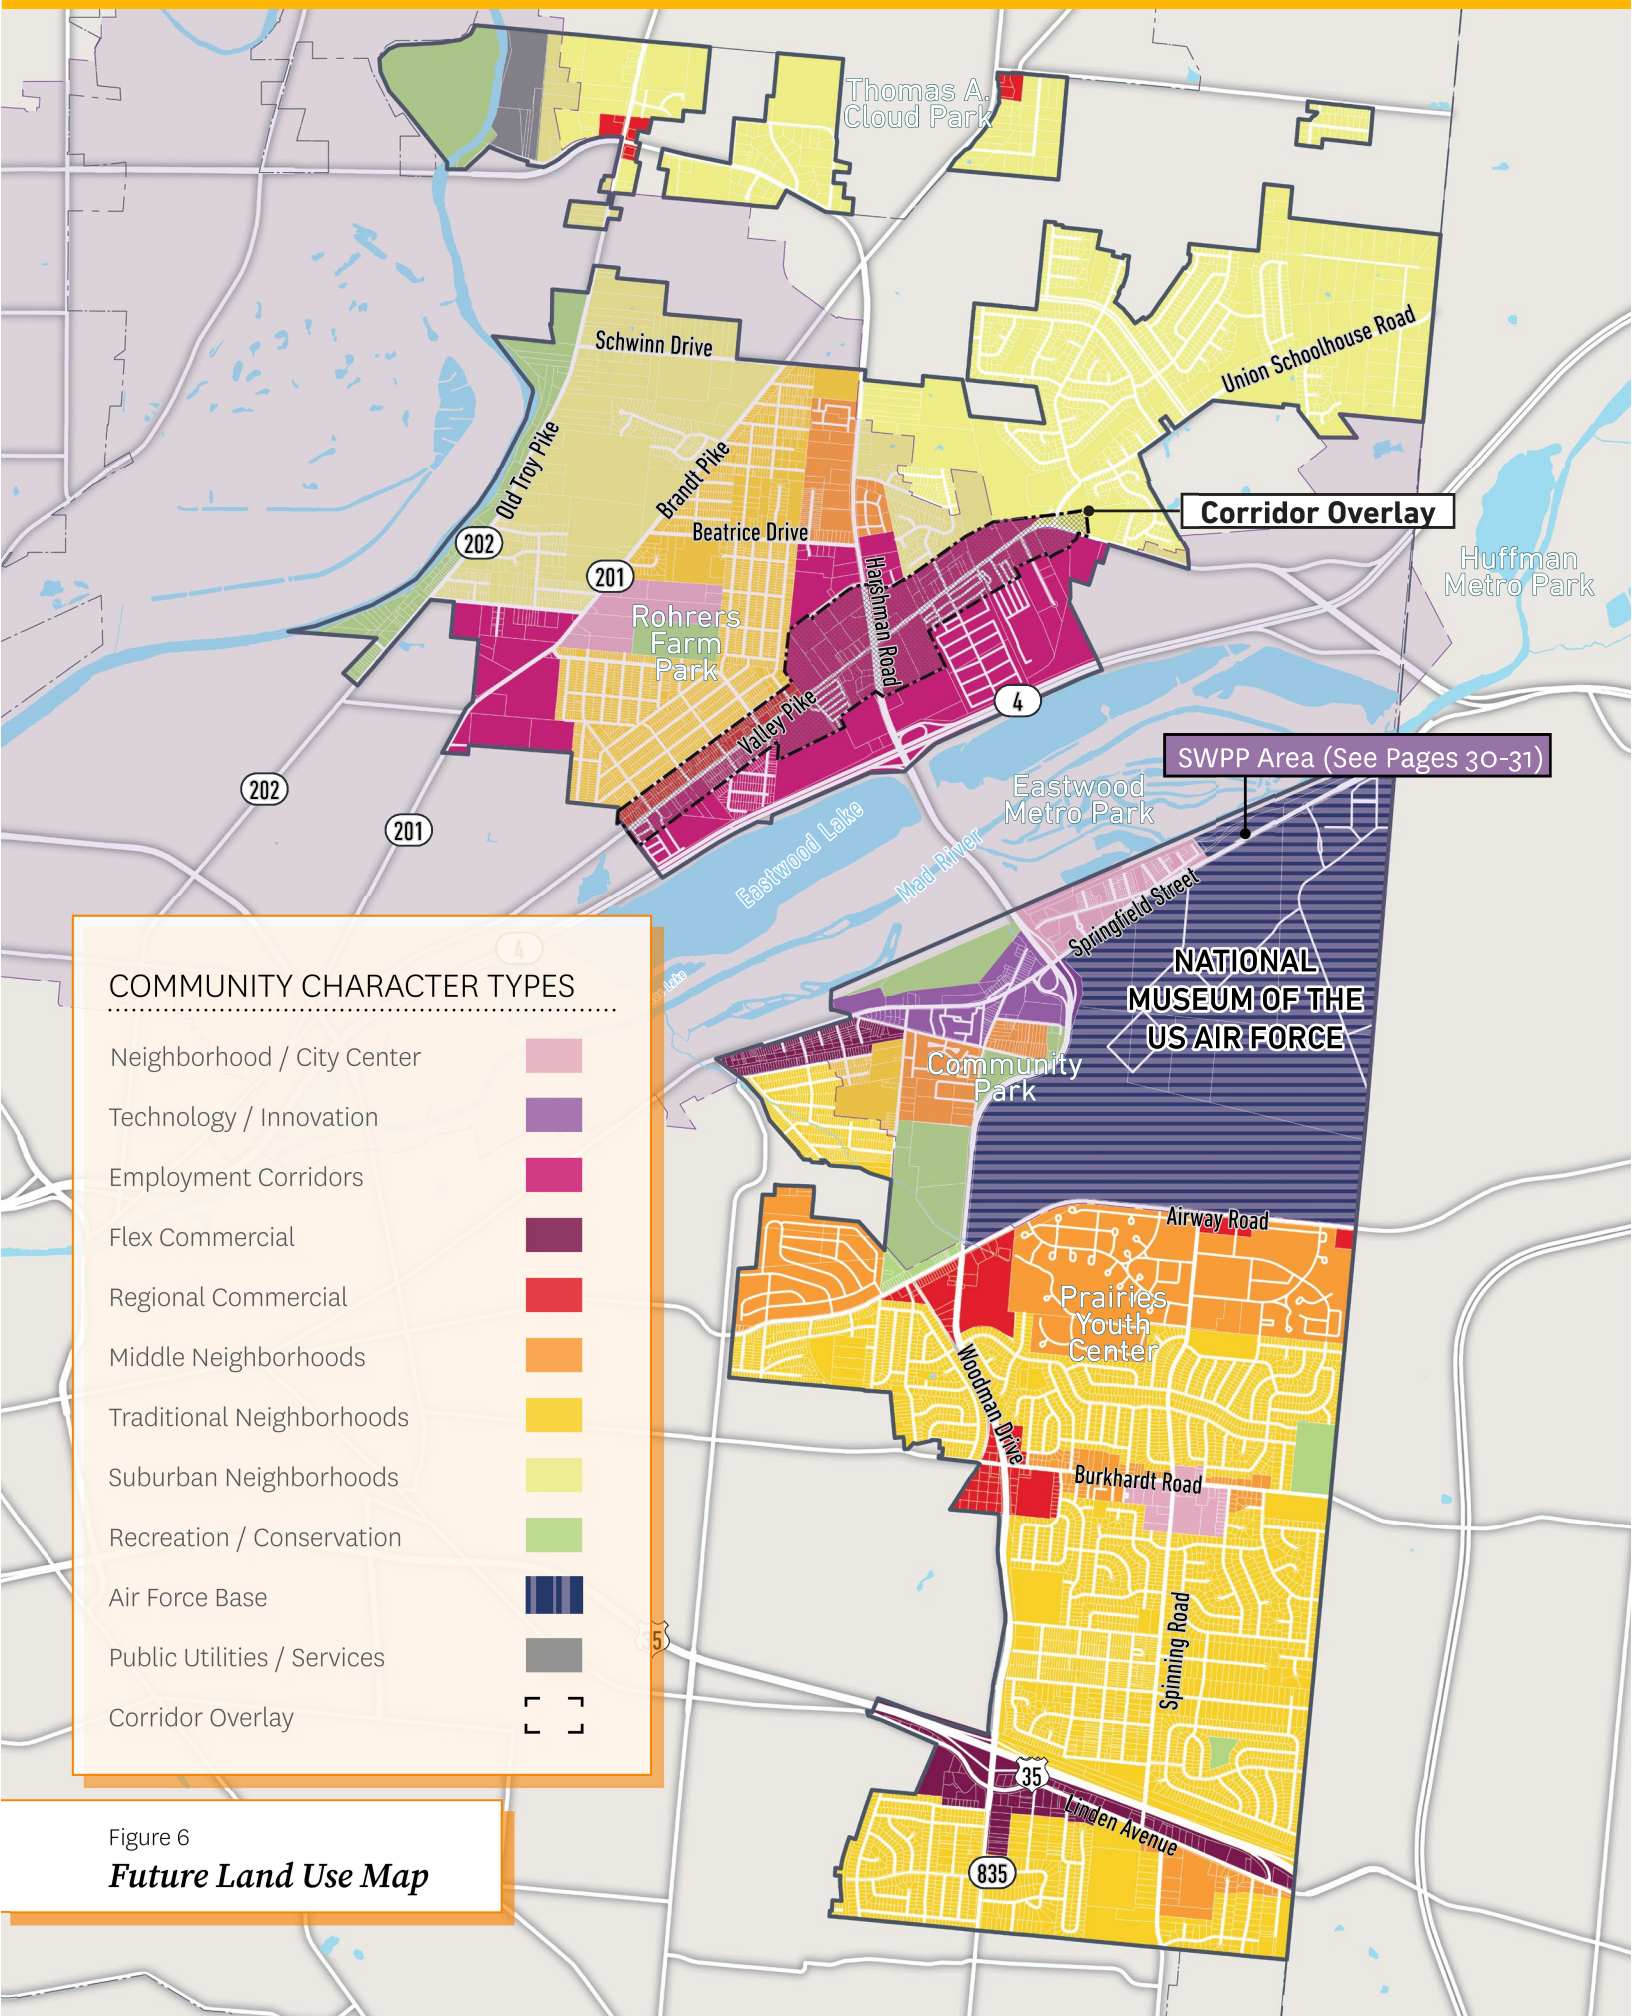 Thomas A.
Cloud Park
Schwinn Drive
Union Schoolhouse Road
Old Troy Pike
Brandt Pike
Beatrice Drive
Corridor Overlay
202
201
Harshman Road
Huffman
Metro Park
Rohrers
Farm
Park
4
Valley Pike
SWPP Area (See Pages 30-31)
202
201
Eastwood
Metro Park
Eastwood Lake
Mad River
Springfield Street
4
Lake
NATIONAL
MUSEUM OF THE
US AIR FORCE
Community
Park
COMMUNITY CHARACTER TYPES
Neighborhood / City Center
Technology / Innovation
Employment Corridors
Flex Commercial
Regional Commercial
Middle Neighborhoods
Traditional Neighborhoods
Suburban Neighborhoods
Recreation / Conservation
Air Force Base
Public Utilities / Services
Corridor Overlay
Airway Road
Prairies
Youth
Center
Woodman Drive
Burkhardt Road
Spinning Road
35
35
Linden Avenue
835
Figure 6
Future Land Use Map